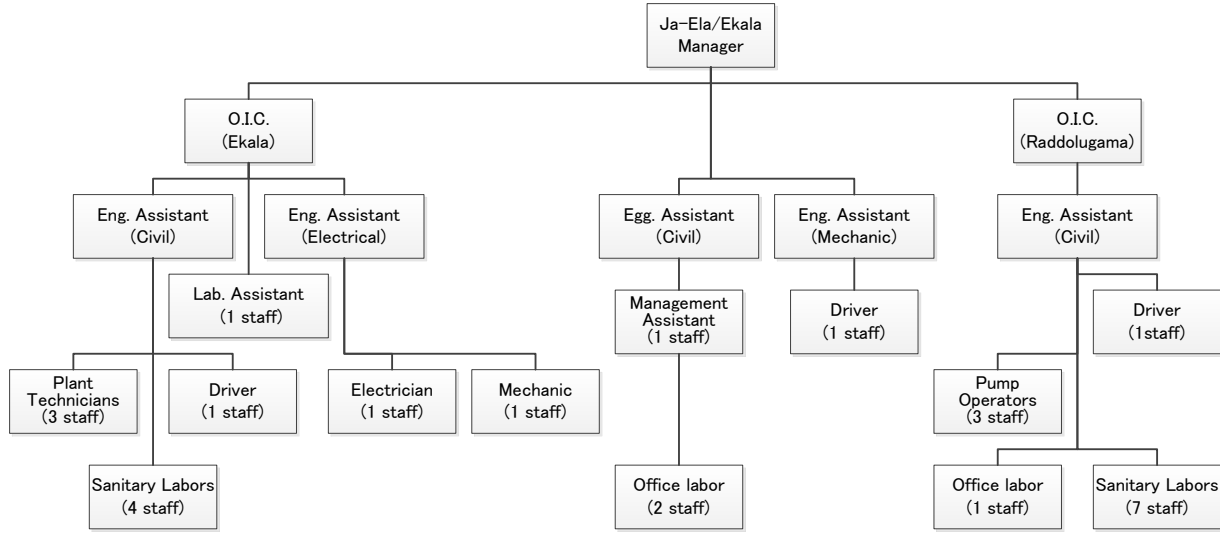 Ja-Ela/Ekala
Manager
O.I.C.
(Ekala)
O.I.C.
(Raddolugama)
Eng. Assistant
(Civil)
Eng. Assistant
(Electrical)
Egg. Assistant
(Civil)
Eng. Assistant
(Mechanic)
Eng. Assistant
(Civil)
Lab. Assistant
(1 staff)
Management
Assistant
(1 staff)
Driver
(1 staff)
Driver
(1staff)
Plant
Technicians
(3 staff)
Driver
(1 staff)
Electrician
(1 staff)
Mechanic
(1 staff)
Pump
Operators
(3 staff)
Sanitary Labors
(4 staff)
Office labor
(2 staff)
Office labor
(1 staff)
Sanitary Labors
(7 staff)